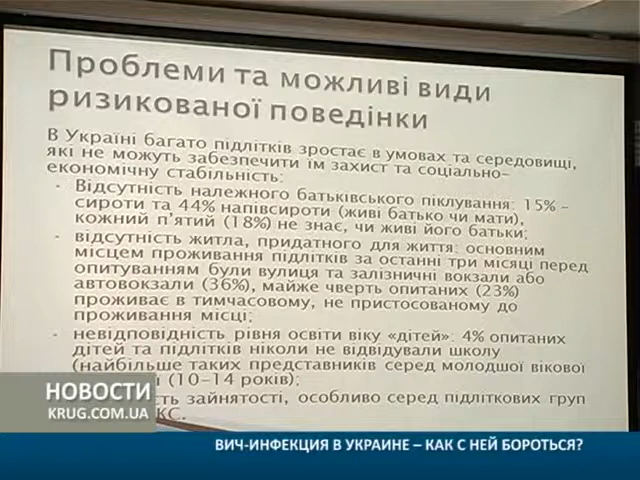 Проблеми та можливі види
ризикованої поведінки
В Україні багато підлітків зростає в умовах та середовищі,
які не можуть забезпечити їм захист та соціально-
економічну стабільність:
- Відсутність належного батьківського піклування: 15% –
сироти та 44% напівсироти (живі батько чи мати),
кожний п’ятий (18%) не знає, чи живі його батьки;
- відсутність житла, придатного для життя: основним
місцем проживання підлітків за останні три місяці перед
опитуванням були вулиця та залізничні вокзали або
автовокзали (36%), майже чверть опитаних (23%)
проживає в тимчасовому, не пристосованому до
проживання місці;
- невідповідність рівня освіти віку «дітей»: 4% опитаних
дітей та підлітків ніколи не відвідували школу
(найбільше таких представників серед молодшої вікової
(10–14 років);
зайнятості, особливо серед підліткових груп
НОВОСТИ
KRUG.COM.UA
ВИЧ-ИНФЕКЦИЯ В УКРАИНЕ – КАК С НЕЙ БОРОТЬСЯ?